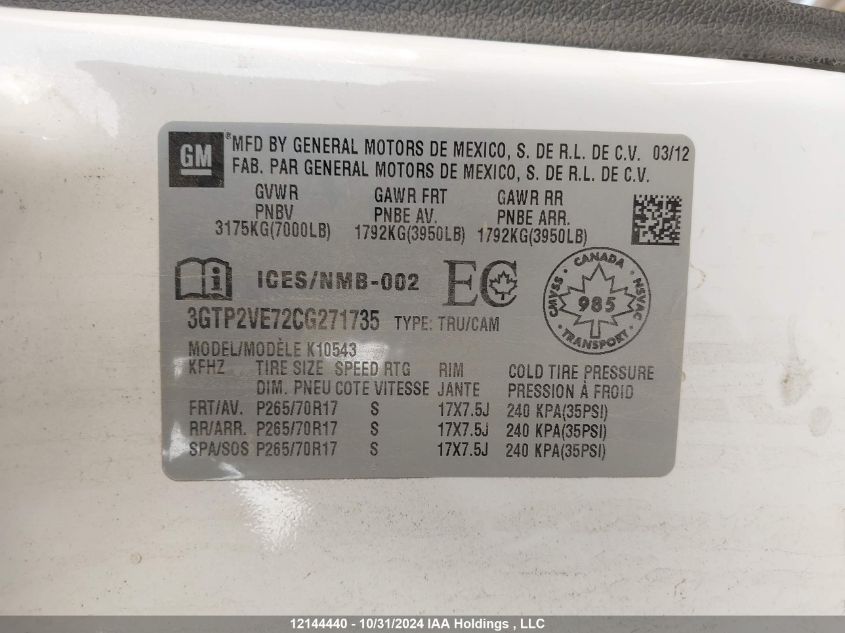 GM ® MFD BY GENERAL MOTORS DE MEXICO, S. DE R.L. DE C.V. 03/12
FAB. PAR GENERAL MOTORS DE MEXICO, S. DE R.L. DE C.V.
GVWR GAWR FRT GAWR RR
PNBV PNBE AV. PNBE ARR.
3175KG(7000LB) 1792KG(3950LB) 1792KG(3950LB)
ICES/NMB-002 EC
CANADA
CMVSS 985 NSVAC
TRANSPORT
3GTP2VE72CG271735 TYPE: TRU/CAM
MODEL/MODÈLE K10543
KFHZ TIRE SIZE SPEED RTG RIM COLD TIRE PRESSURE
DIM. PNEU COTE VITESSE JANTE PRESSION À FROID
FRT/AV. P265/70R17 S 17X7.5J 240 KPA(35PSI)
RR/ARR. P265/70R17 S 17X7.5J 240 KPA(35PSI)
SPA/SOS P265/70R17 S 17X7.5J 240 KPA(35PSI)
12144440 - 10/31/2024 IAA Holdings , LLC